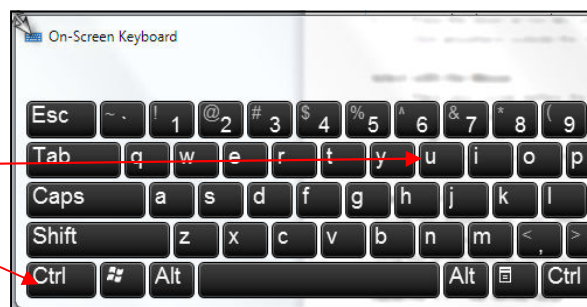 On-Screen Keyboard
Esc ~ ` ! 1 @ 2 # 3 $ 4 % 5 ^ 6 & 7 * 8 ( 9
Tab q w e r t y u i o p
Caps a s d f g h j k l
Shift z x c v b n m < , >
Ctrl Alt Alt Ctrl